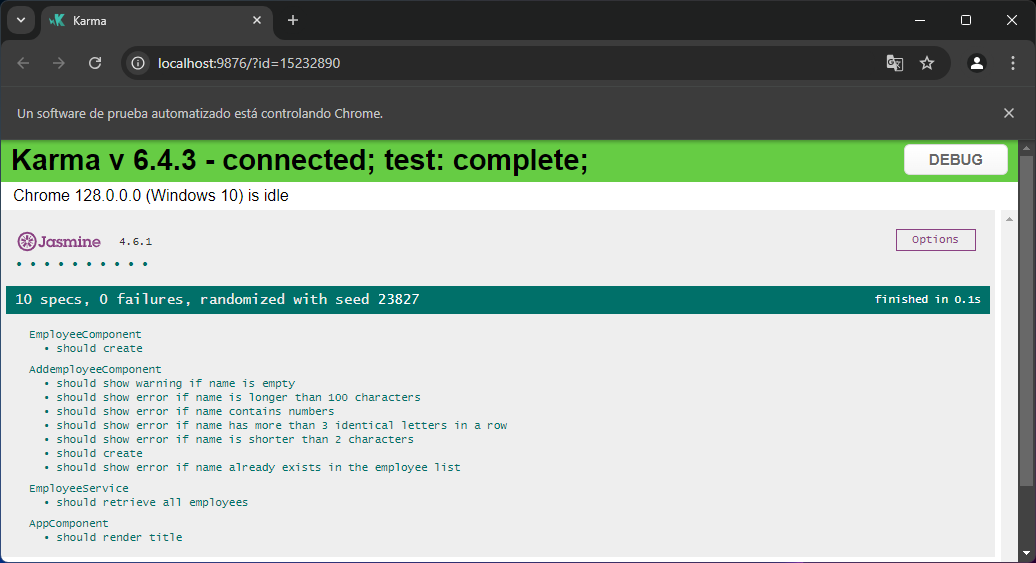 Karma
localhost:9876/?id=15232890
Un software de prueba automatizado está controlando Chrome.
Karma v 6.4.3 - connected; test: complete;
DEBUG
Chrome 128.0.0.0 (Windows 10) is idle
Jasmine 4.6.1
Options
10 specs, 0 failures, randomized with seed 23827
finished in 0.1s
EmployeeComponent
• should create
AddemployeeComponent
• should show warning if name is empty
• should show error if name is longer than 100 characters
• should show error if name contains numbers
• should show error if name has more than 3 identical letters in a row
• should show error if name is shorter than 2 characters
• should create
• should show error if name already exists in the employee list
EmployeeService
• should retrieve all employees
AppComponent
• should render title